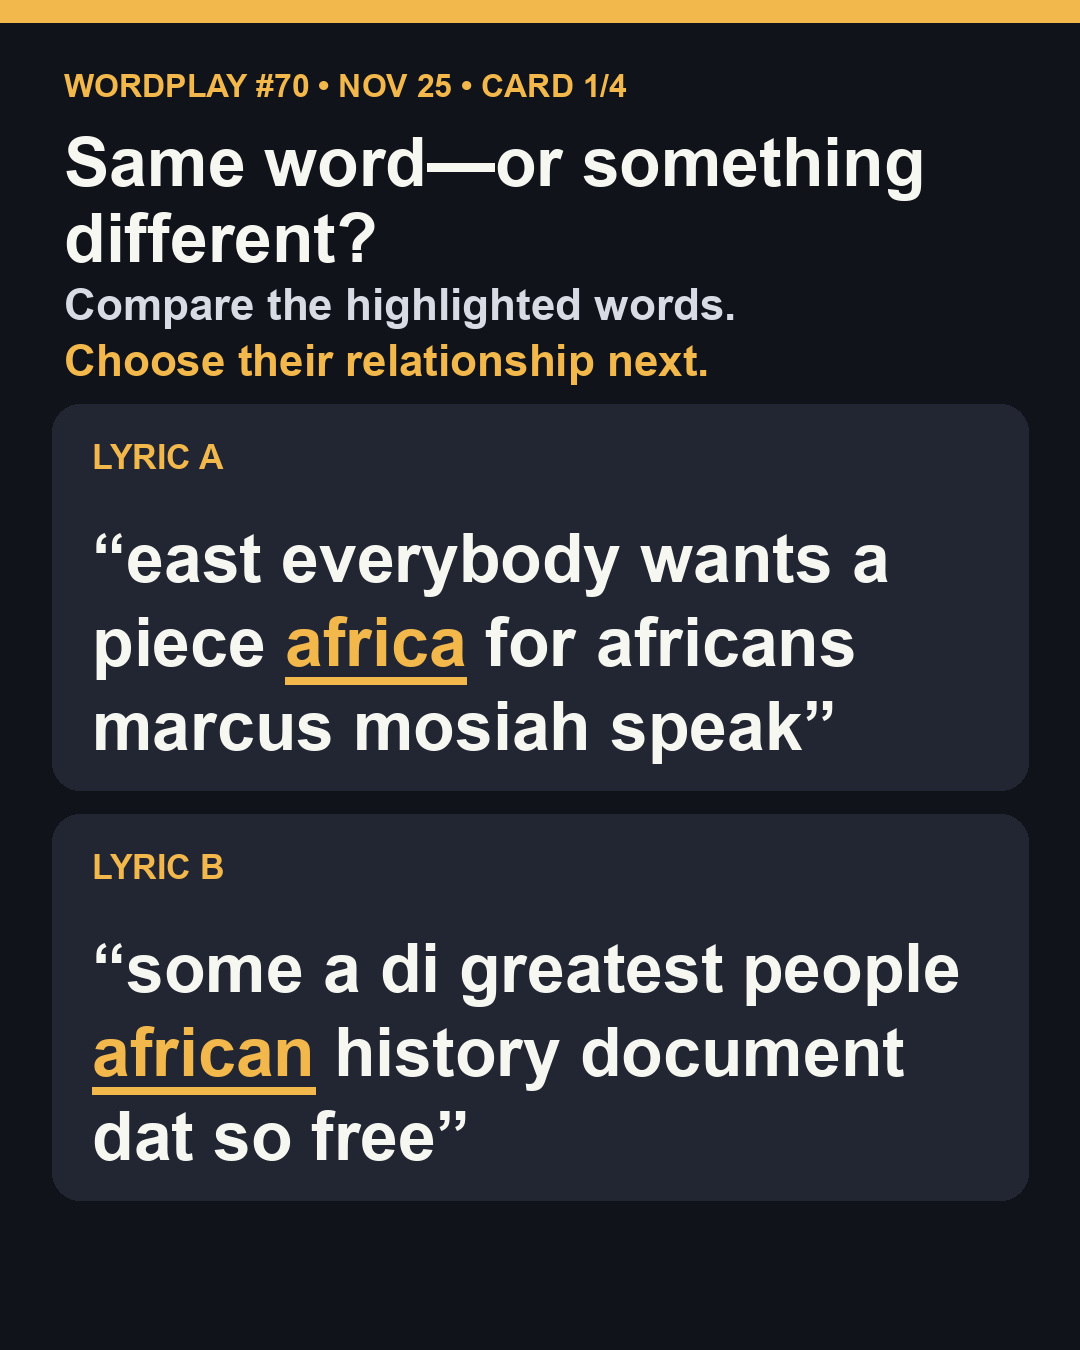 WORDPLAY #70 • NOV 25 • CARD 1/4
Same word—or something
different?
Compare the highlighted words.
Choose their relationship next.
LYRIC A
“east everybody wants a
piece africa for africans
marcus mosiah speak”
LYRIC B
“some a di greatest people
african history document
dat so free”